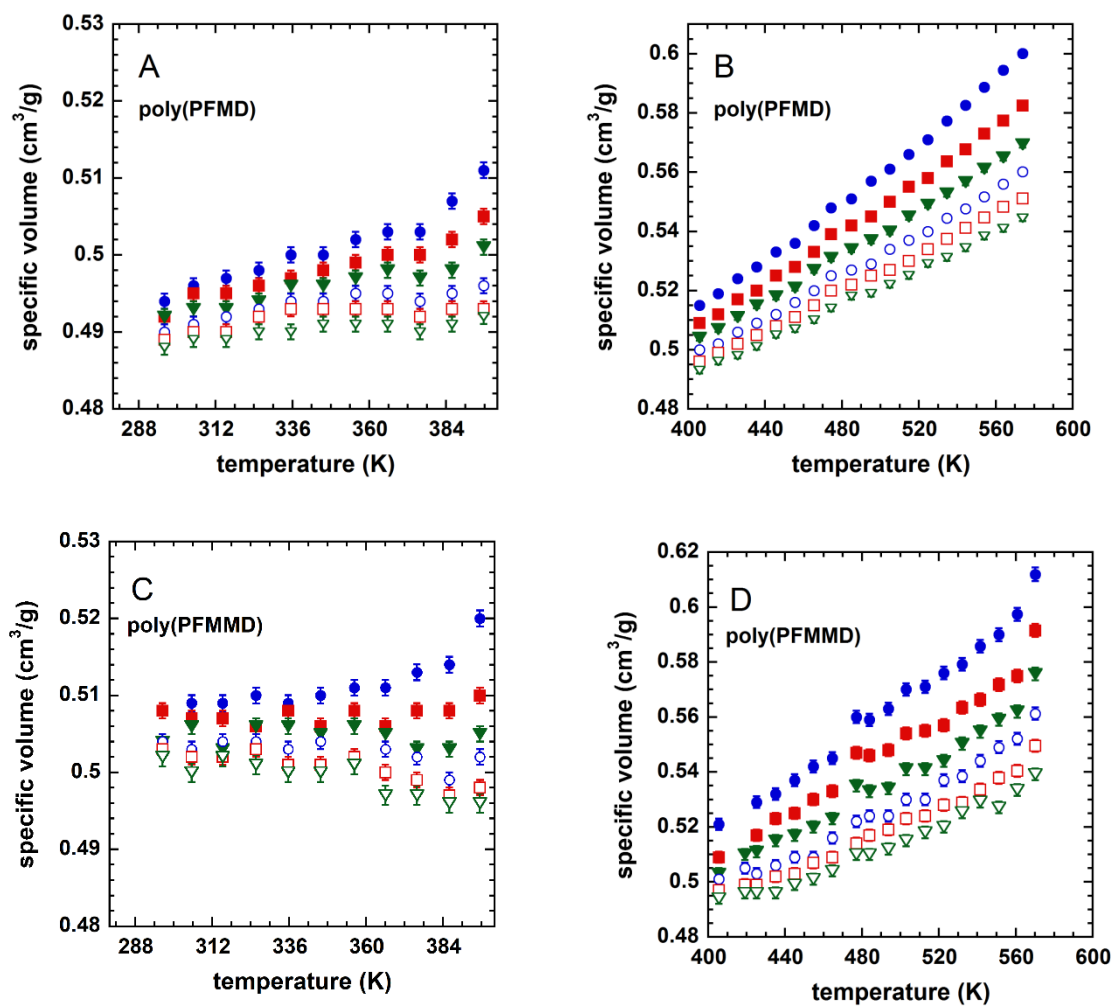 A
poly(PFMD)
specific volume (cm³/g)
0.53
0.52
0.51
0.5
0.49
0.48
288 312 336 360 384
temperature (K)
B
poly(PFMD)
specific volume (cm³/g)
0.6
0.58
0.56
0.54
0.52
0.5
0.48
400 440 480 520 560 600
temperature (K)
C
poly(PFMMD)
specific volume (cm³/g)
0.53
0.52
0.51
0.5
0.49
0.48
288 312 336 360 384
temperature (K)
D
poly(PFMMD)
specific volume (cm³/g)
0.62
0.6
0.58
0.56
0.54
0.52
0.5
0.48
400 440 480 520 560 600
temperature (K)